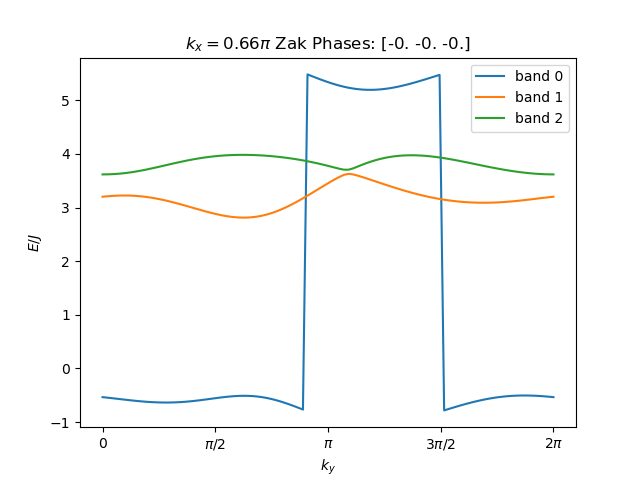 $k_x = 0.66\pi$ Zak Phases: [-0. -0. -0.]
band 0
band 1
band 2
E/J
5
4
3
2
1
0
−1
0
π/2
π
3π/2
2π
$k_y$